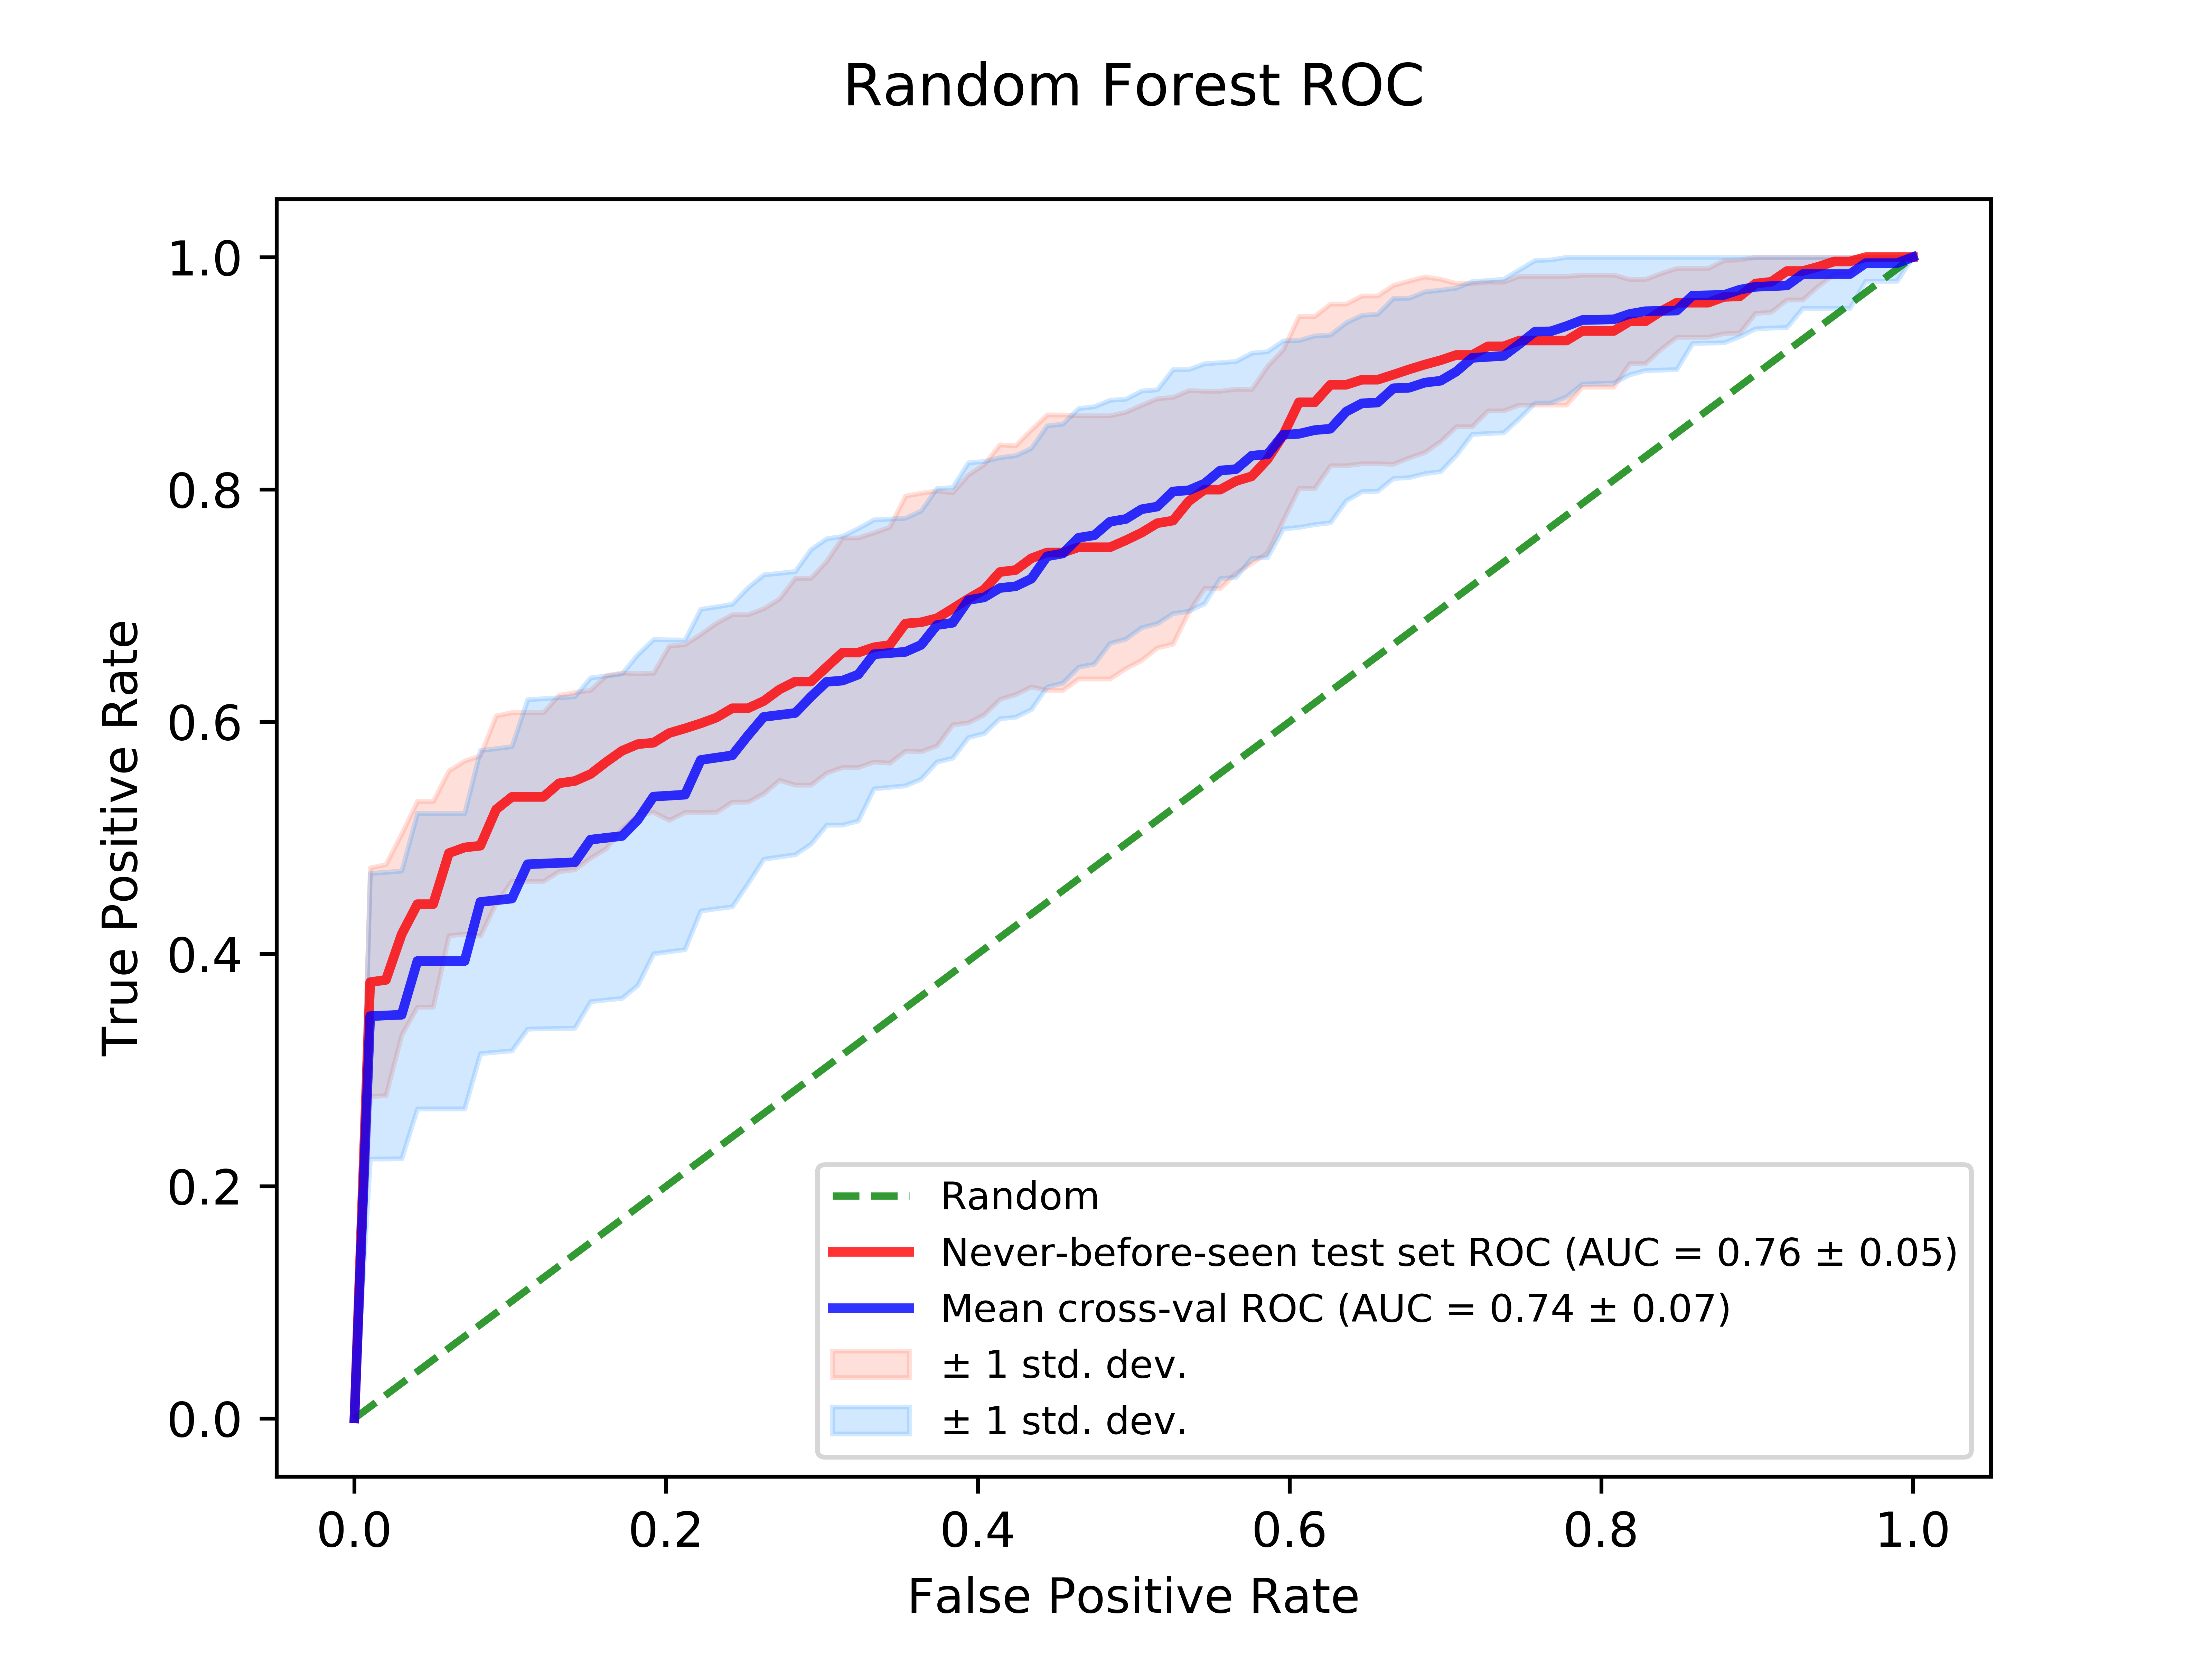 Random Forest ROC
1.0
0.8
0.6
0.4
0.2
0.0
True Positive Rate
Random
Never-before-seen test set ROC (AUC = 0.76 ± 0.05)
Mean cross-val ROC (AUC = 0.74 ± 0.07)
± 1 std. dev.
± 1 std. dev.
0.0 0.2 0.4 0.6 0.8 1.0
False Positive Rate